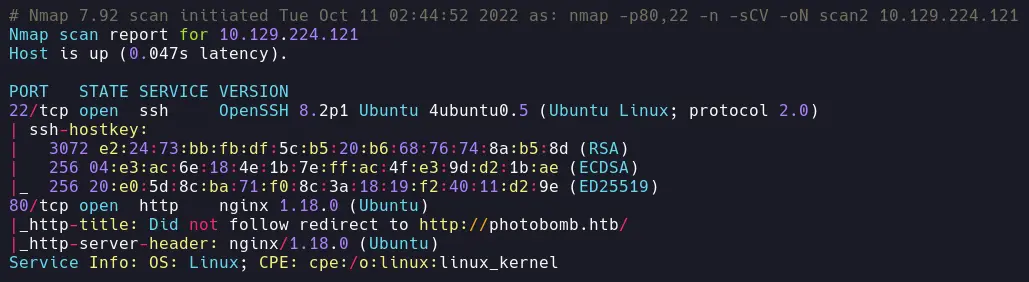 # Nmap 7.92 scan initiated Tue Oct 11 02:44:52 2022 as: nmap -p80,22 -n -sCV -oN scan2 10.129.224.121
Nmap scan report for 10.129.224.121
Host is up (0.047s latency).
PORT   STATE SERVICE VERSION
22/tcp open  ssh     OpenSSH 8.2p1 Ubuntu 4ubuntu0.5 (Ubuntu Linux; protocol 2.0)
| ssh-hostkey:
|   3072 e2:24:73:bb:fb:df:5c:b5:20:b6:68:76:74:8a:b5:8d (RSA)
|   256 04:e3:ac:6e:18:4e:1b:7e:ff:ac:4f:e3:9d:d2:1b:ae (ECDSA)
|_  256 20:e0:5d:8c:ba:71:f0:8c:3a:18:19:f2:40:11:d2:9e (ED25519)
80/tcp open  http    nginx 1.18.0 (Ubuntu)
|_http-title: Did not follow redirect to http://photobomb.htb/
|_http-server-header: nginx/1.18.0 (Ubuntu)
Service Info: OS: Linux; CPE: cpe:/o:linux:linux_kernel